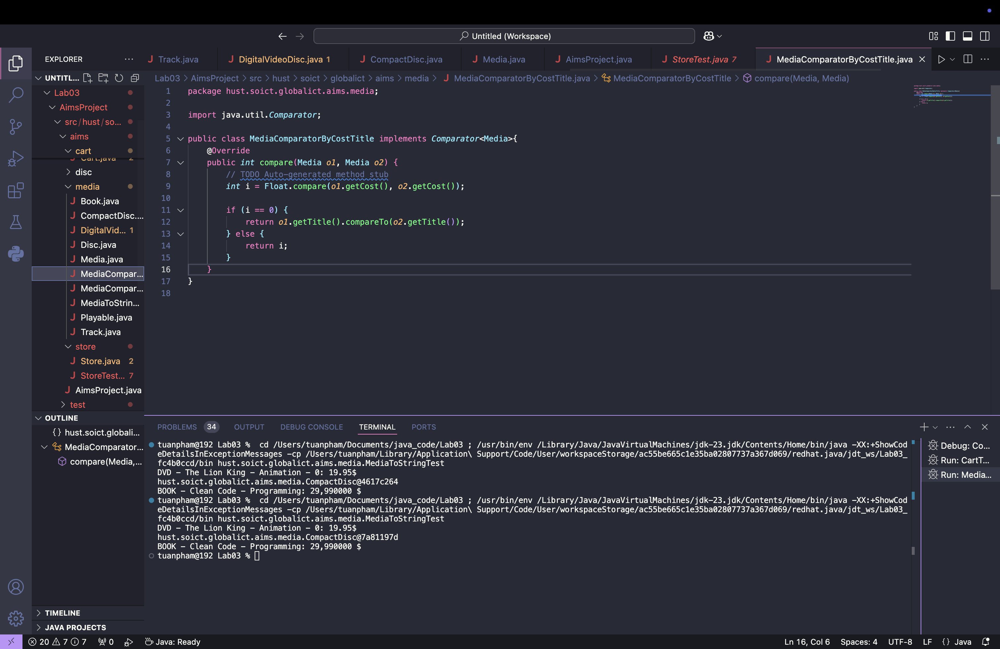 Untitled (Workspace)
EXPLORER
Track.java
DigitalVideoDisc.java 1
CompactDisc.java
Media.java
AimsProject.java
StoreTest.java 7
MediaComparatorByCostTitle.java
UNTITL...
Lab03
AimsProject
src/hust/so...
aims
cart
Cart.java 2
disc
media
Book.java
CompactDisc....
DigitalVid... 1
Disc.java
Media.java
MediaCompar...
MediaCompar...
MediaToStrin...
Playable.java
Track.java
store
Store.java 2
StoreTest... 7
AimsProject.java
test
OUTLINE
{} hust.soict.globali...
MediaComparator...
compare(Media,...
TIMELINE
JAVA PROJECTS
Lab03 > AimsProject > src > hust > soict > globalict > aims > media > MediaComparatorByCostTitle.java > MediaComparatorByCostTitle > compare(Media, Media)
1 package hust.soict.globalict.aims.media;
2
3 import java.util.Comparator;
4
5 public class MediaComparatorByCostTitle implements Comparator<Media>{
6 @Override
7 public int compare(Media o1, Media o2) {
8 // TODO Auto-generated method stub
9 int i = Float.compare(o1.getCost(), o2.getCost());
10
11 if (i == 0) {
12 return o1.getTitle().compareTo(o2.getTitle());
13 } else {
14 return i;
15 }
16 }
17 }
18
PROBLEMS 34 OUTPUT DEBUG CONSOLE TERMINAL PORTS
tuanpham@192 Lab03 % cd /Users/tuanpham/Documents/java_code/Lab03 ; /usr/bin/env /Library/Java/JavaVirtualMachines/jdk-23.jdk/Contents/Home/bin/java -XX:+ShowCod
eDetailsInExceptionMessages -cp /Users/tuanpham/Library/Application\ Support/Code/User/workspaceStorage/ac55be665c1e35ba02807737a367d069/redhat.java/jdt_ws/Lab03_
fc4b0ccd/bin hust.soict.globalict.aims.media.MediaToStringTest
DVD - The Lion King - Animation - 0: 19.95$
hust.soict.globalict.aims.media.CompactDisc@4617c264
BOOK - Clean Code - Programming: 29,990000 $
tuanpham@192 Lab03 % cd /Users/tuanpham/Documents/java_code/Lab03 ; /usr/bin/env /Library/Java/JavaVirtualMachines/jdk-23.jdk/Contents/Home/bin/java -XX:+ShowCod
eDetailsInExceptionMessages -cp /Users/tuanpham/Library/Application\ Support/Code/User/workspaceStorage/ac55be665c1e35ba02807737a367d069/redhat.java/jdt_ws/Lab03_
fc4b0ccd/bin hust.soict.globalict.aims.media.MediaToStringTest
DVD - The Lion King - Animation - 0: 19.95$
hust.soict.globalict.aims.media.CompactDisc@7a81197d
BOOK - Clean Code - Programming: 29,990000 $
tuanpham@192 Lab03 %
Debug: Co...
Run: CartT...
Run: Media...
20 7 7 0 Java: Ready
Ln 16, Col 6 Spaces: 4 UTF-8 LF {} Java